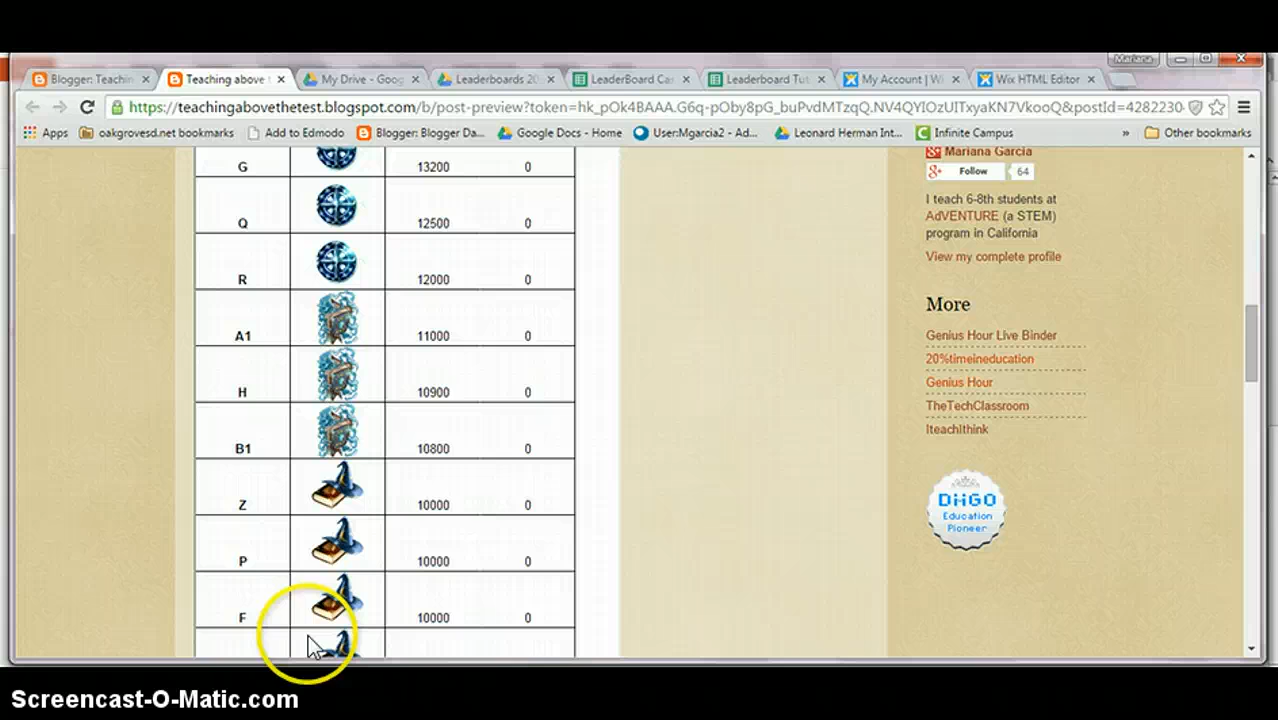 Mariana
Blogger: Teachin
Teaching above t
My Drive - Goog
Leaderboards 20
LeaderBoard Ca
Leaderboard Tut
My Account | Wi
Wix HTML Editor
https://teachingabovethetest.blogspot.com/b/post-preview?token=hk_pOk4BAAA.G6q-pOby8pG_buPvdMTzqQ.NV4QYIOzUITxyaKN7VkooQ&postId=4282230
Apps
oakgrovesd.net bookmarks
Add to Edmodo
Blogger: Blogger Da...
Google Docs - Home
User:Mgarcia2 - Ad...
Leonard Herman Int...
Infinite Campus
»
Other bookmarks
G 13200 0
Q 12500 0
R 12000 0
A1 11000 0
H 10900 0
B1 10800 0
Z 10000 0
P 10000 0
F 10000 0
Mariana Garcia
Follow 64
I teach 6-8th students at
AdVENTURE (a STEM)
program in California
View my complete profile
More
Genius Hour Live Binder
20%timeineducation
Genius Hour
TheTechClassroom
IteachIthink
DIIGO
Education
Pioneer
Screencast-O-Matic.com